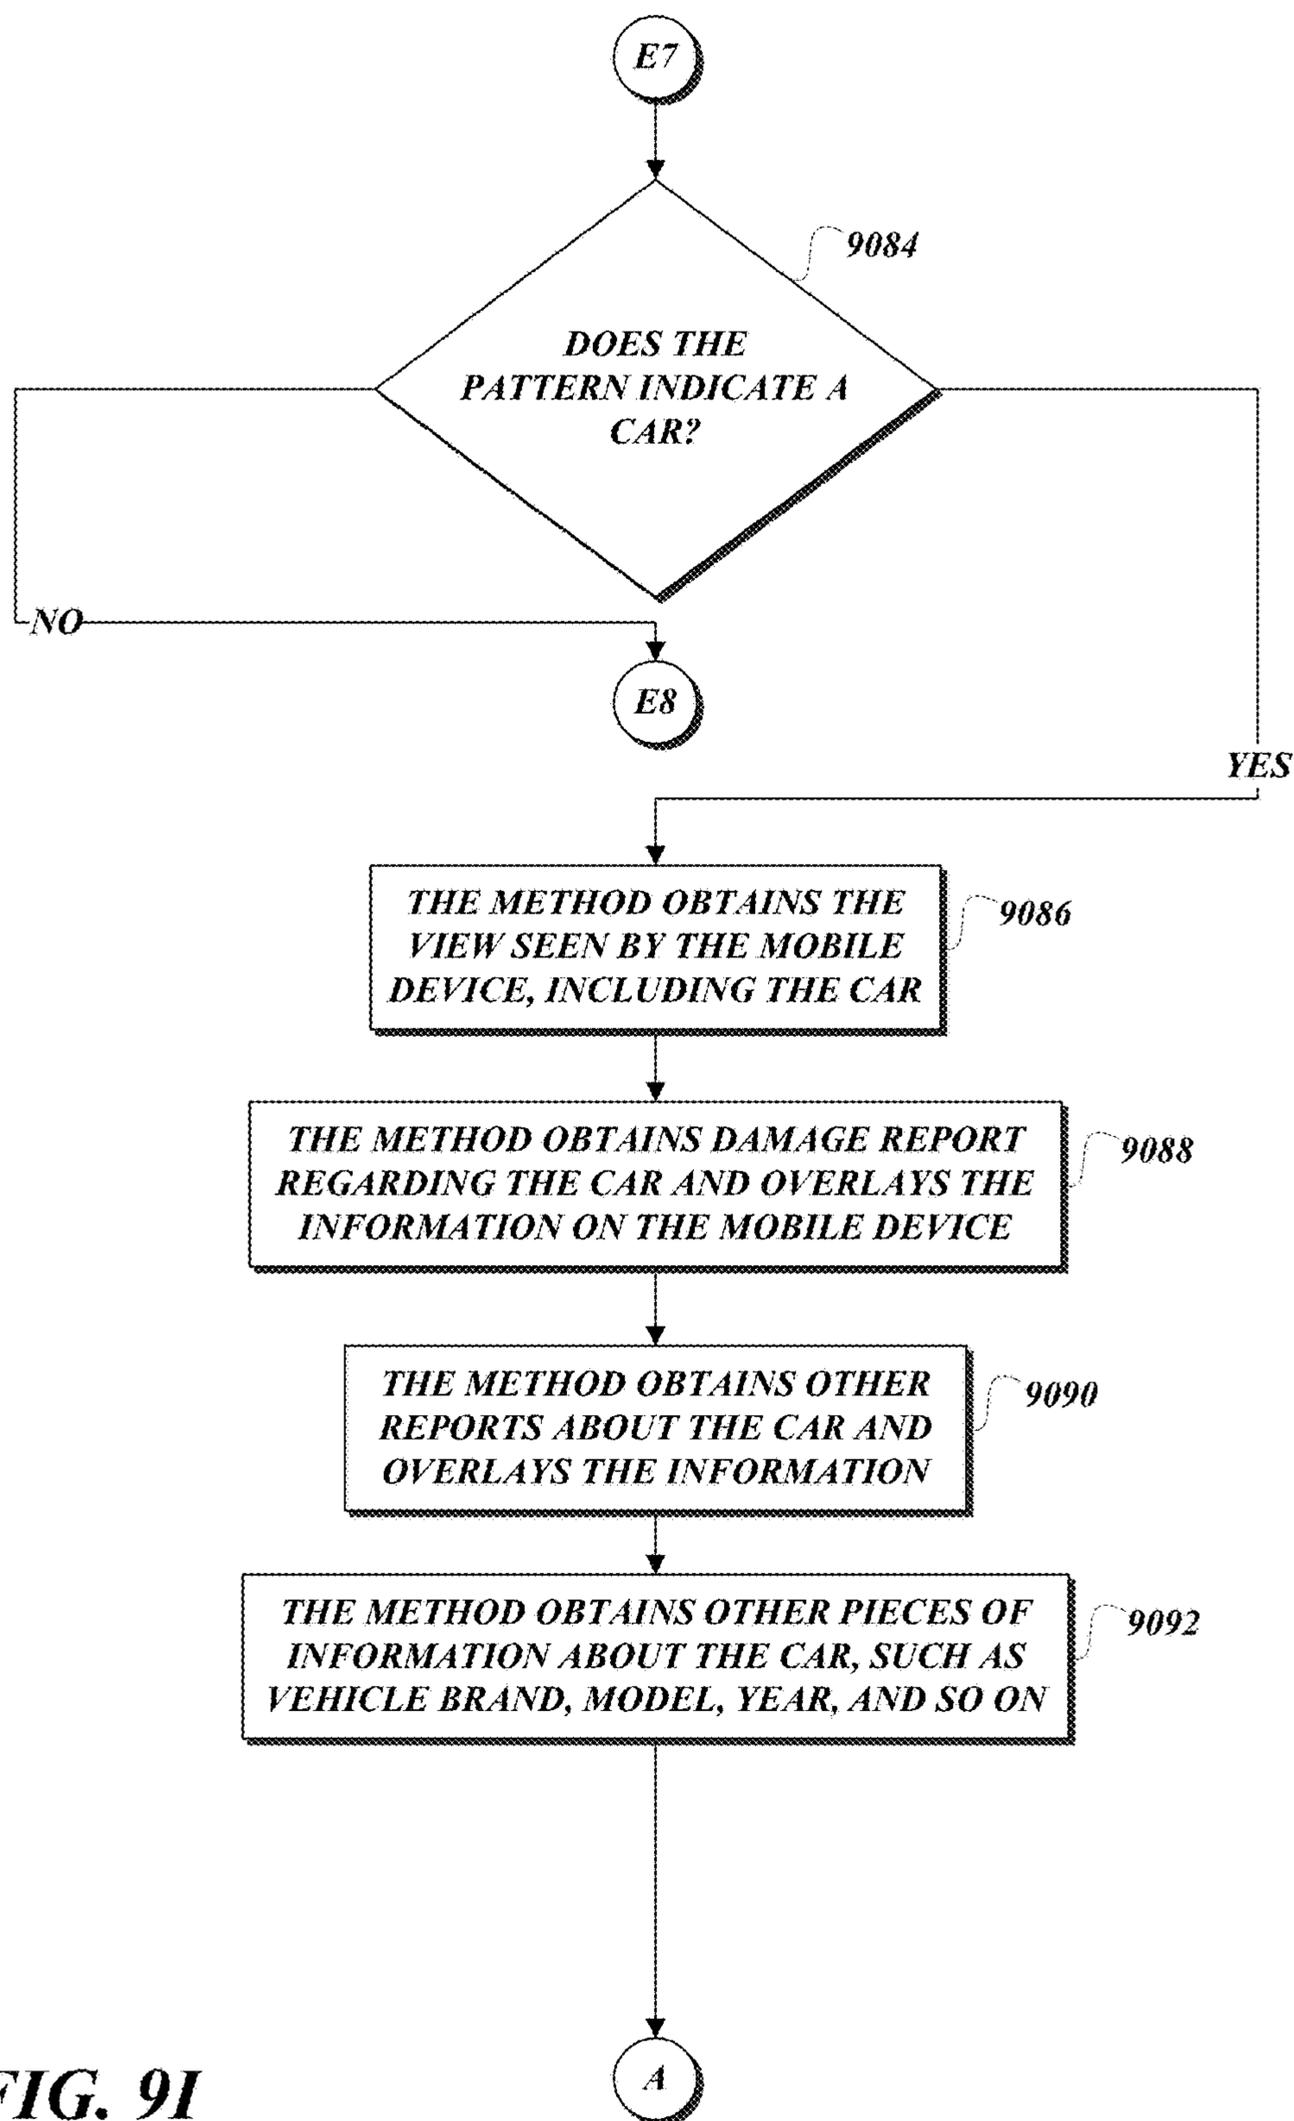 E7
9084
DOES THE
PATTERN INDICATE A
CAR?
NO
E8
YES
THE METHOD OBTAINS THE
VIEW SEEN BY THE MOBILE
DEVICE, INCLUDING THE CAR
9086
THE METHOD OBTAINS DAMAGE REPORT
REGARDING THE CAR AND OVERLAYS THE
INFORMATION ON THE MOBILE DEVICE
9088
THE METHOD OBTAINS OTHER
REPORTS ABOUT THE CAR AND
OVERLAYS THE INFORMATION
9090
THE METHOD OBTAINS OTHER PIECES OF
INFORMATION ABOUT THE CAR, SUCH AS
VEHICLE BRAND, MODEL, YEAR, AND SO ON
9092
A
FIG. 9I